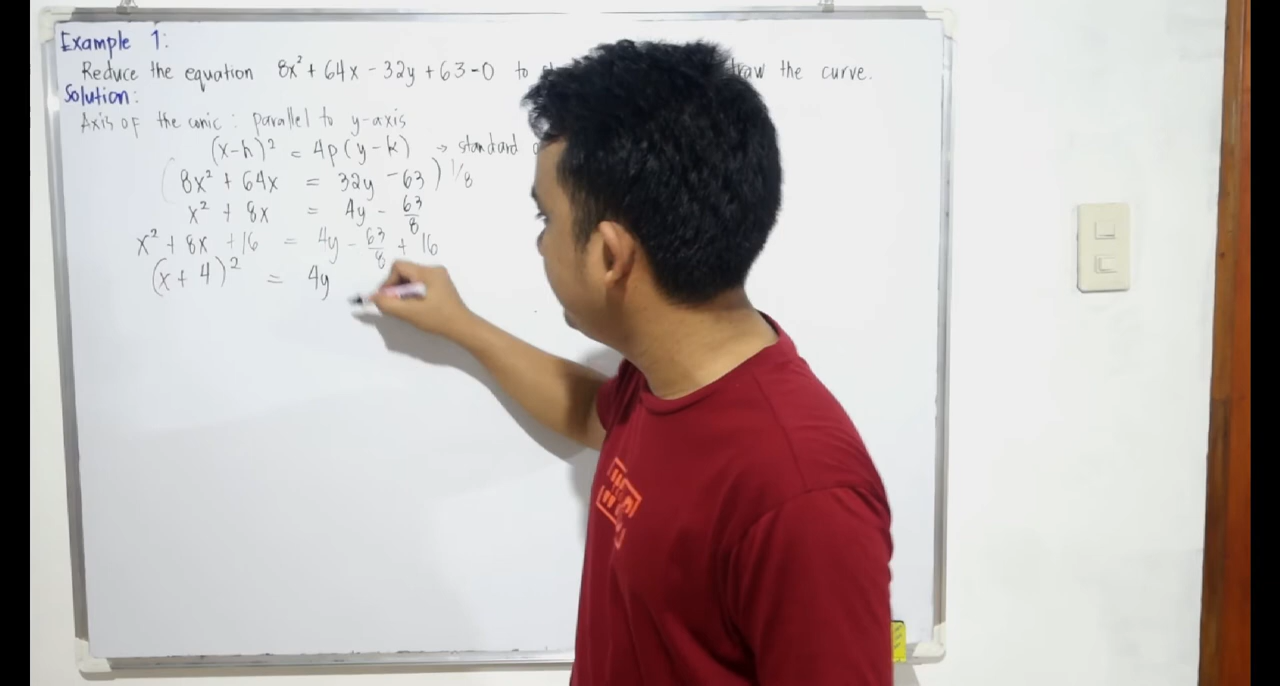 Example 1:
Reduce the equation 8x² + 64x - 32y + 63 - 0 to draw the curve.
Solution:
Axis of the conic: parallel to y-axis
(x-h)² = 4p(y-k) → standard
(8x² + 64x = 32y - 63) 1/8
x² + 8x = 4y - 63/8
x² + 8x + 16 = 4y - 63/8 + 16
(x + 4)² = 4y